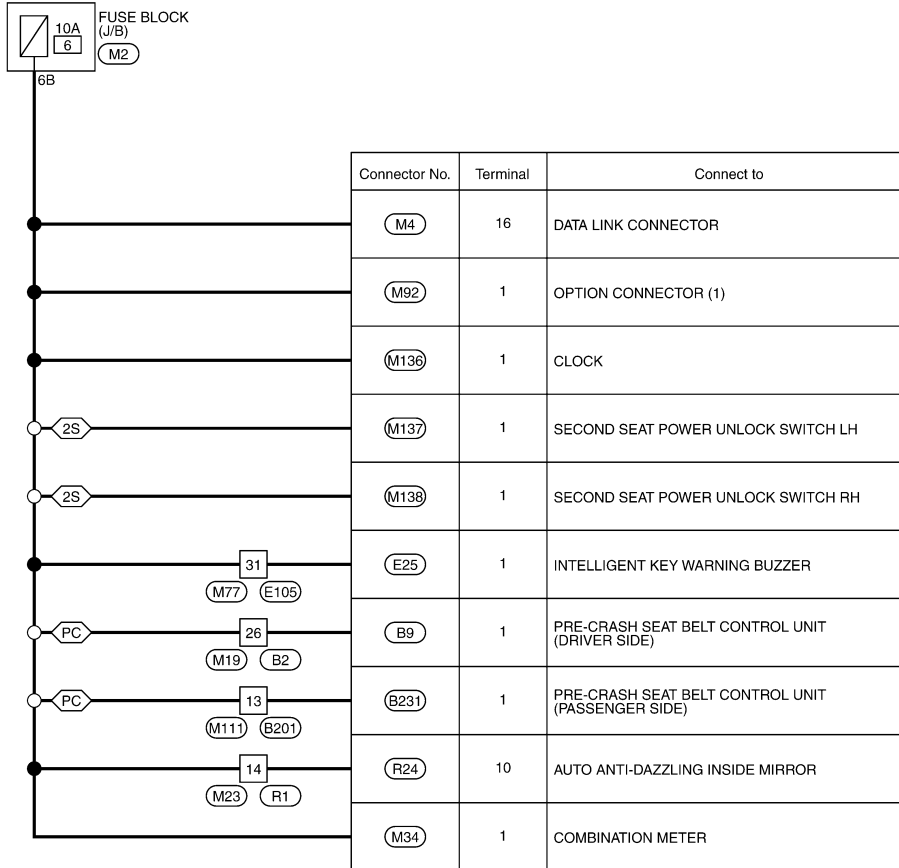 FUSE BLOCK
(J/B)
10A
6
M2
6B
Connector No. Terminal Connect to
M4 16 DATA LINK CONNECTOR
M92 1 OPTION CONNECTOR (1)
M136 1 CLOCK
2S M137 1 SECOND SEAT POWER UNLOCK SWITCH LH
2S M138 1 SECOND SEAT POWER UNLOCK SWITCH RH
31 E25 1 INTELLIGENT KEY WARNING BUZZER
M77 E105
PC 26 B9 1 PRE-CRASH SEAT BELT CONTROL UNIT
(DRIVER SIDE)
M19 B2
PC 13 B231 1 PRE-CRASH SEAT BELT CONTROL UNIT
(PASSENGER SIDE)
M111 B201
14 R24 10 AUTO ANTI-DAZZLING INSIDE MIRROR
M23 R1
M34 1 COMBINATION METER